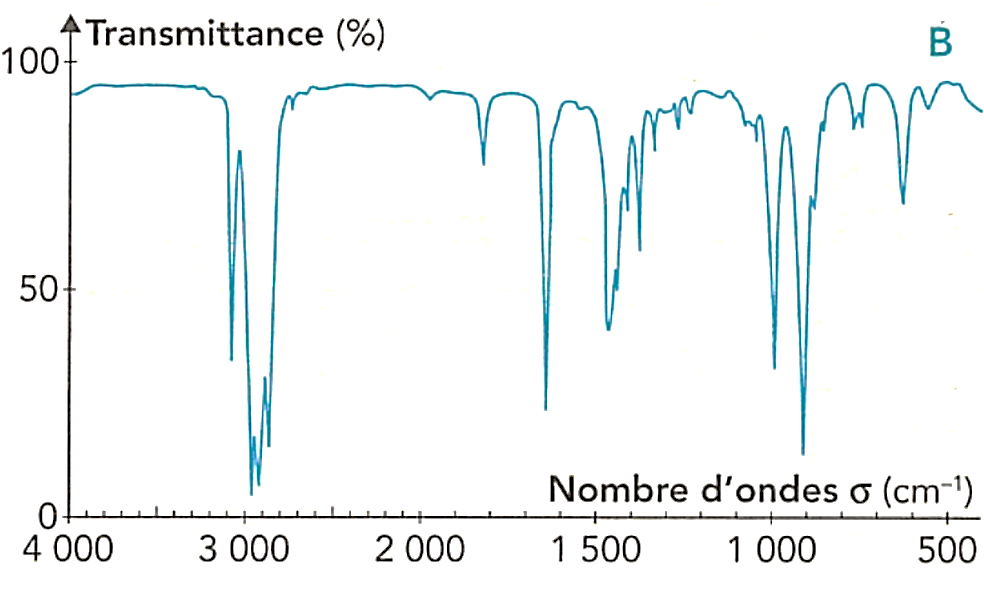 Transmittance (%)
B
100
50
0
Nombre d'ondes σ (cm⁻¹)
4 000 3 000 2 000 1 500 1 000 500